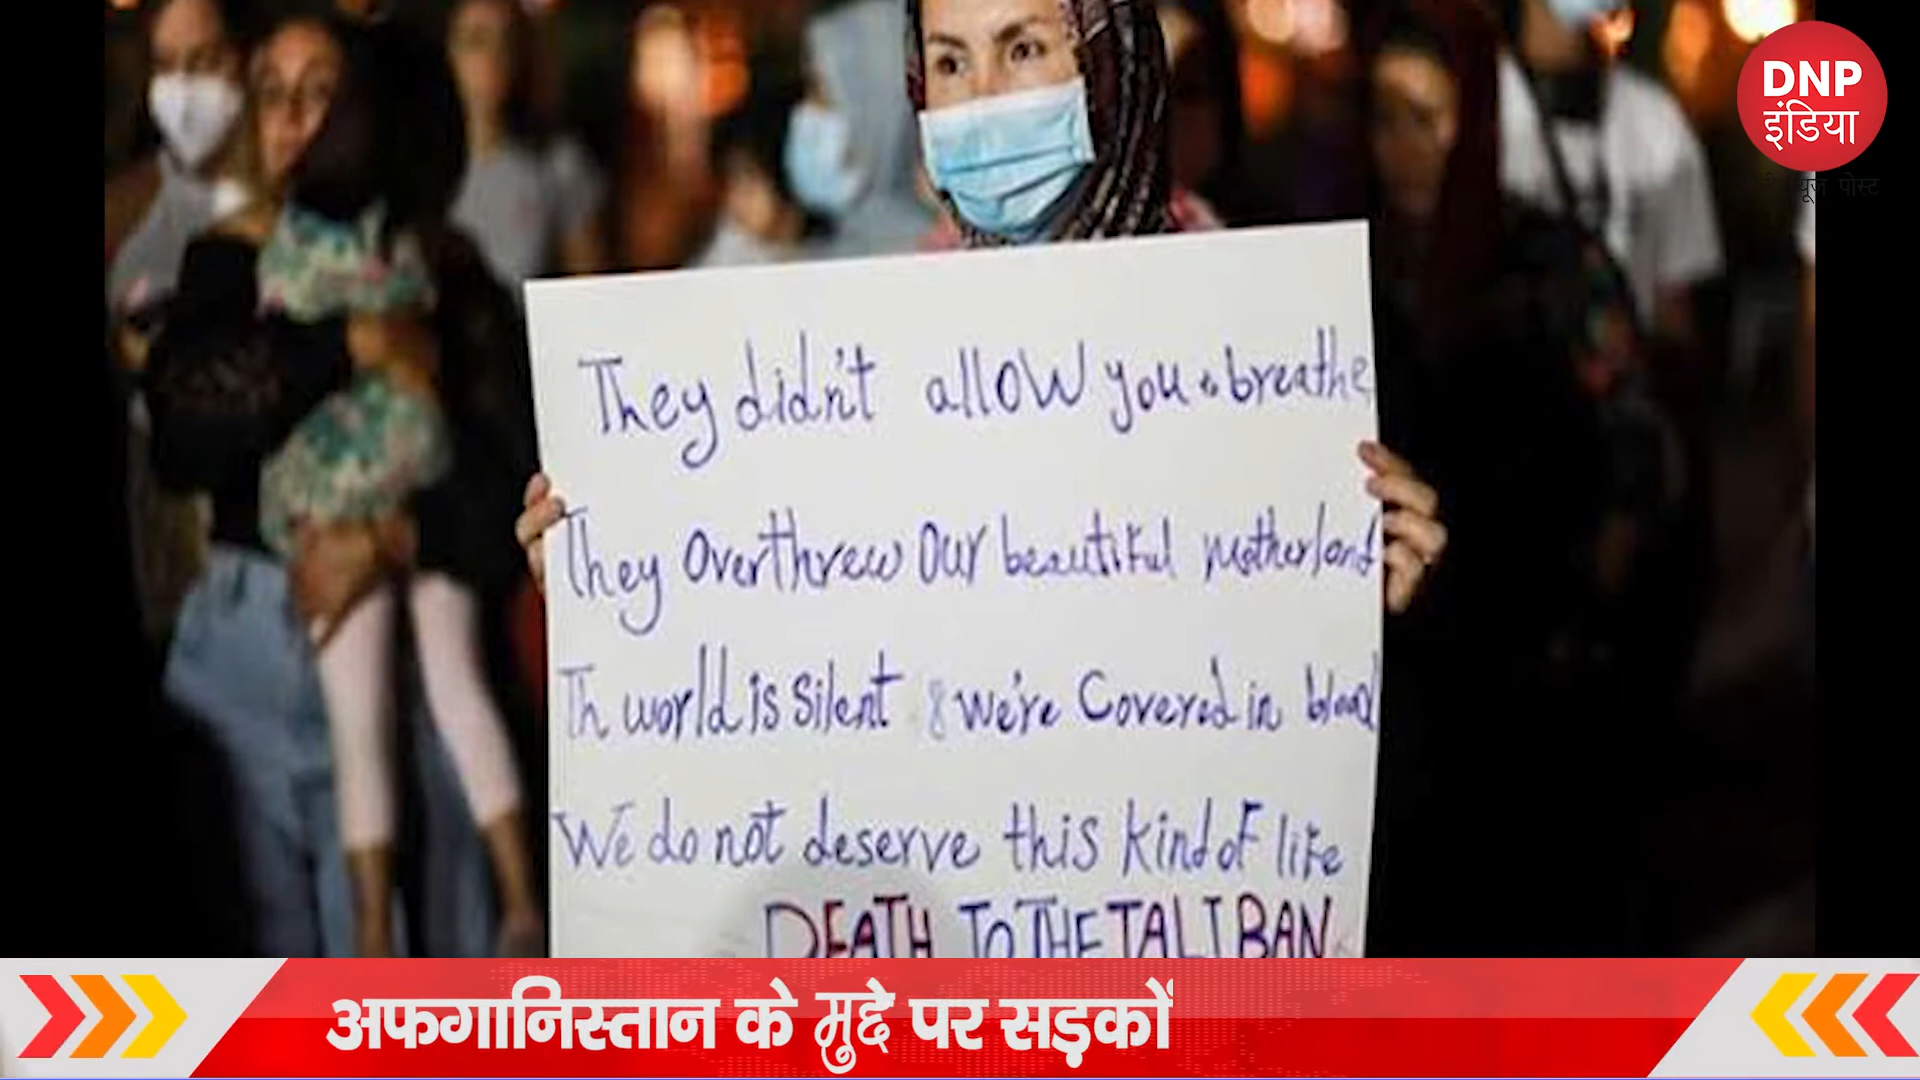 DNP
इंडिया
पोस्ट
They didn't allow you to breathe
They overthrew our beautiful motherland
Th world is silent & we're covered in blood
We do not deserve this kind of life
DEATH TO THE TALIBAN
अफगानिस्तान के मुद्दे पर सड़कों